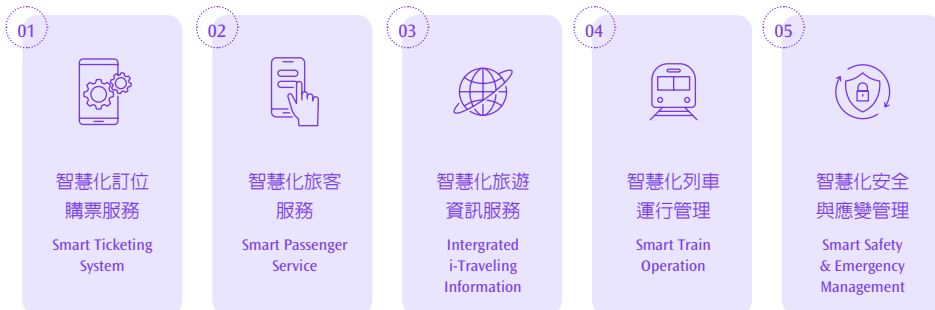 01
智慧化訂位
購票服務
Smart Ticketing
System
02
智慧化旅客
服務
Smart Passenger
Service
03
智慧化旅遊
資訊服務
Intergrated
i-Traveling
Information
04
智慧化列車
運行管理
Smart Train
Operation
05
智慧化安全
與應變管理
Smart Safety
& Emergency
Management